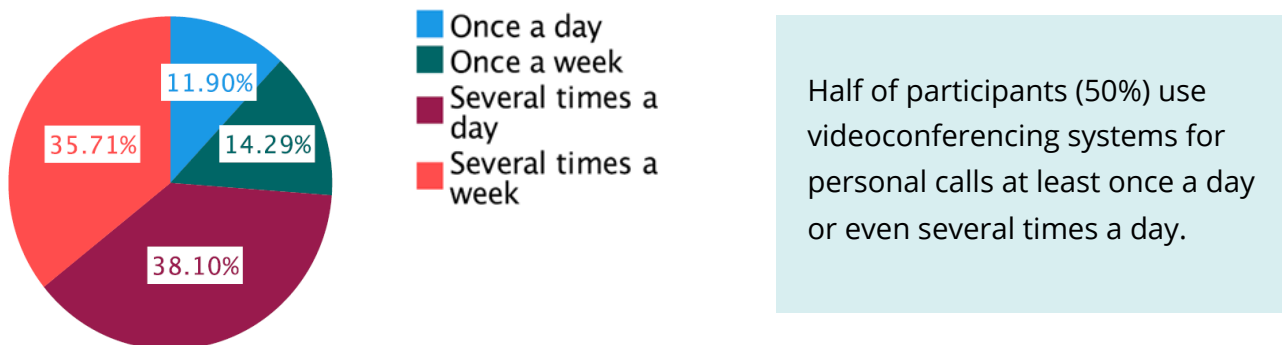 11.90%
14.29%
35.71%
38.10%
Once a day
Once a week
Several times a
day
Several times a
week
Half of participants (50%) use
videoconferencing systems for
personal calls at least once a day
or even several times a day.